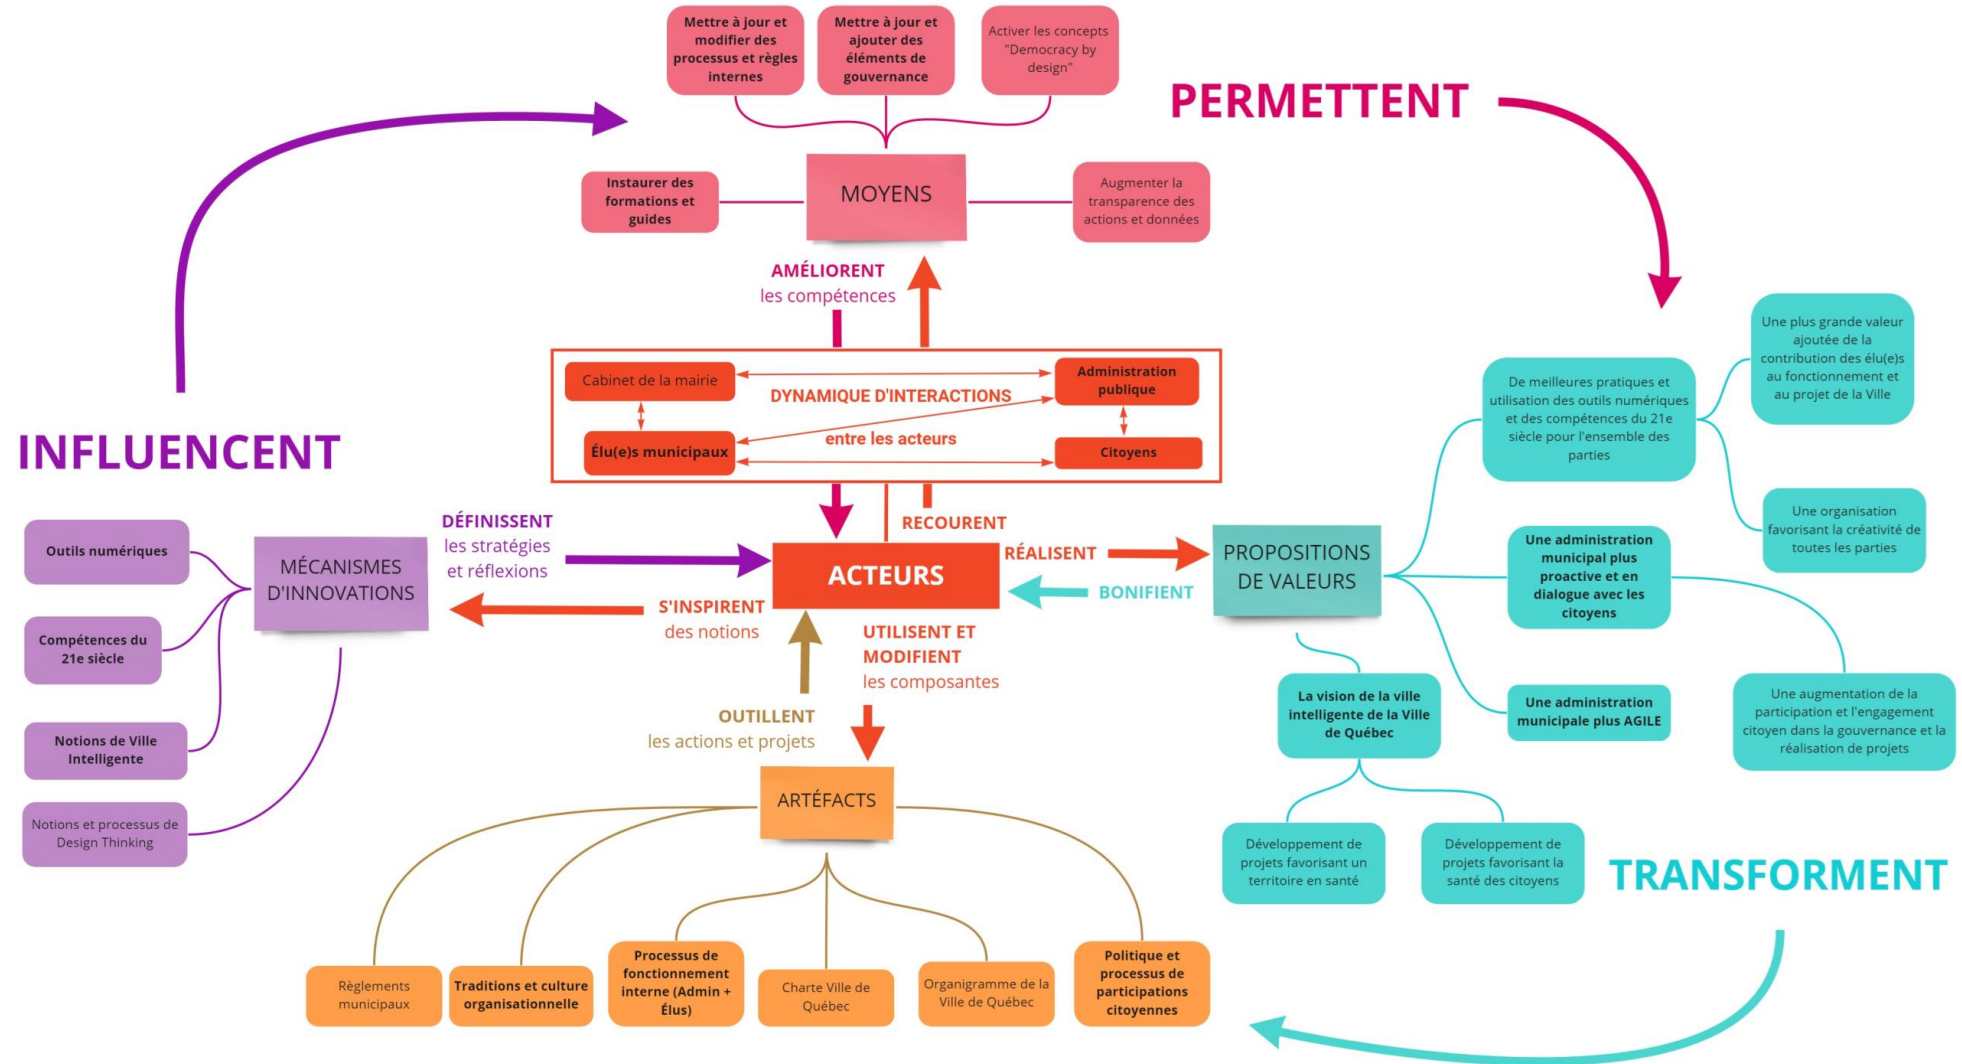 Mettre à jour et
modifier des
processus et règles
internes
Mettre à jour et
ajouter des
éléments de
gouvernance
Activer les concepts
"Democracy by
design"
PERMETTENT
Instaurer des
formations et
guides
MOYENS
Augmenter la
transparence des
actions et données
AMÉLIORENT
les compétences
Cabinet de la mairie
DYNAMIQUE D'INTERACTIONS
entre les acteurs
Administration
publique
Élu(e)s municipaux
Citoyens
INFLUENCENT
DÉFINISSENT
les stratégies
et réflexions
RECOURENT
Outils numériques
Compétences du
21e siècle
Notions de Ville
Intelligente
Notions et processus de
Design Thinking
MÉCANISMES
D'INNOVATIONS
S'INSPIRENT
des notions
ACTEURS
RÉALISENT
BONIFIENT
PROPOSITIONS
DE VALEURS
UTILISENT ET
MODIFIENT
les composantes
OUTILLENT
les actions et projets
De meilleures pratiques et
utilisation des outils numériques
et des compétences du 21e
siècle pour l'ensemble des
parties
Une plus grande valeur
ajoutée de la
contribution des élu(e)s
au fonctionnement et
au projet de la Ville
Une organisation
favorisant la créativité de
toutes les parties
Une administration
municipal plus
proactive et en
dialogue avec les
citoyens
Une administration
municipale plus AGILE
Une augmentation de la
participation et l'engagement
citoyen dans la gouvernance et la
réalisation de projets
La vision de la ville
intelligente de la Ville
de Québec
Développement de
projets favorisant un
territoire en santé
Développement de
projets favorisant la
santé des citoyens
TRANSFORMENT
ARTÉFACTS
Règlements
municipaux
Traditions et culture
organisationnelle
Processus de
fonctionnement
interne (Admin +
Élus)
Charte Ville de
Québec
Organigramme de la
Ville de Québec
Politique et
processus de
participations
citoyennes